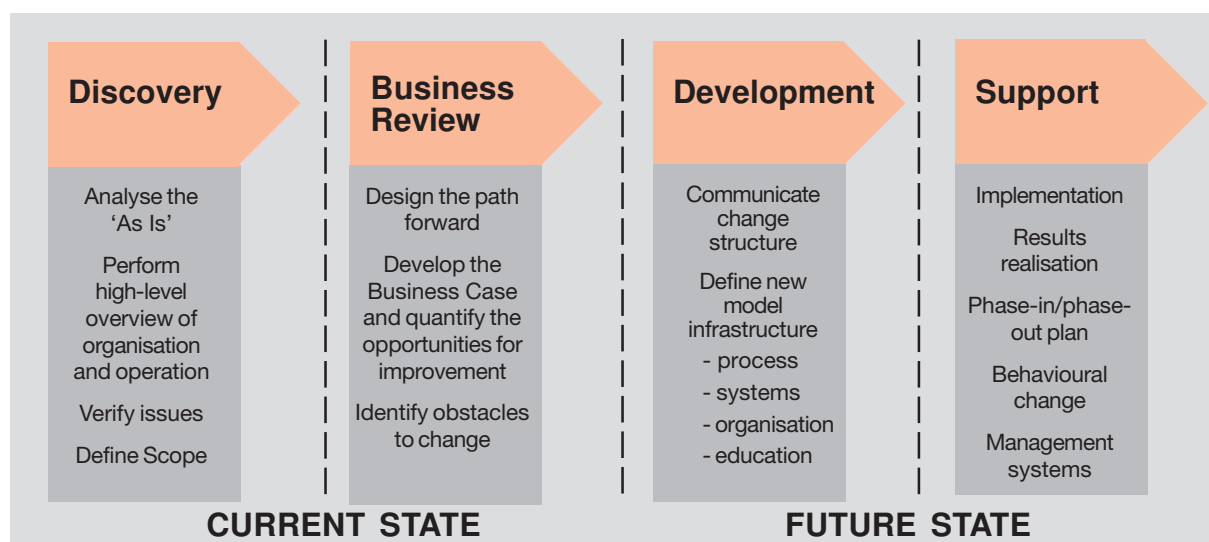 Discovery
Analyse the
‘As Is’
Perform
high-level
overview of
organisation
and operation
Verify issues
Define Scope
Business
Review
Design the path
forward
Develop the
Business Case
and quantify the
opportunities for
improvement
Identify obstacles
to change
CURRENT STATE
Development
Communicate
change
structure
Define new
model
infrastructure
- process
- systems
- organisation
- education
Support
Implementation
Results
realisation
Phase-in/phase-
out plan
Behavioural
change
Management
systems
FUTURE STATE